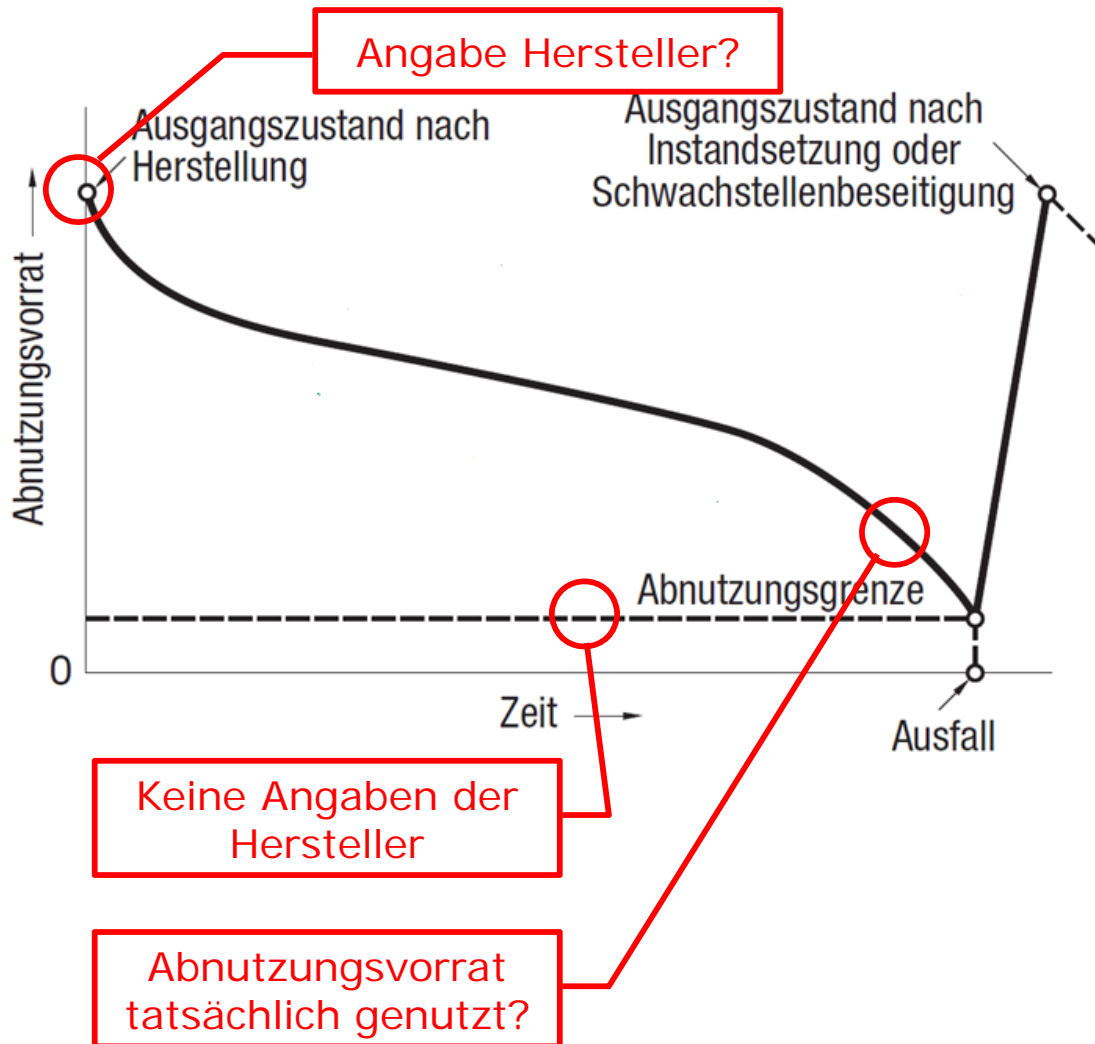 Angabe Hersteller?
Ausgangszustand nach
Herstellung
Ausgangszustand nach
Instandsetzung oder
Schwachstellenbeseitigung
Abnutzungsvorrat
Abnutzungsgrenze
0
Zeit
Ausfall
Keine Angaben der
Hersteller
Abnutzungsvorrat
tatsächlich genutzt?